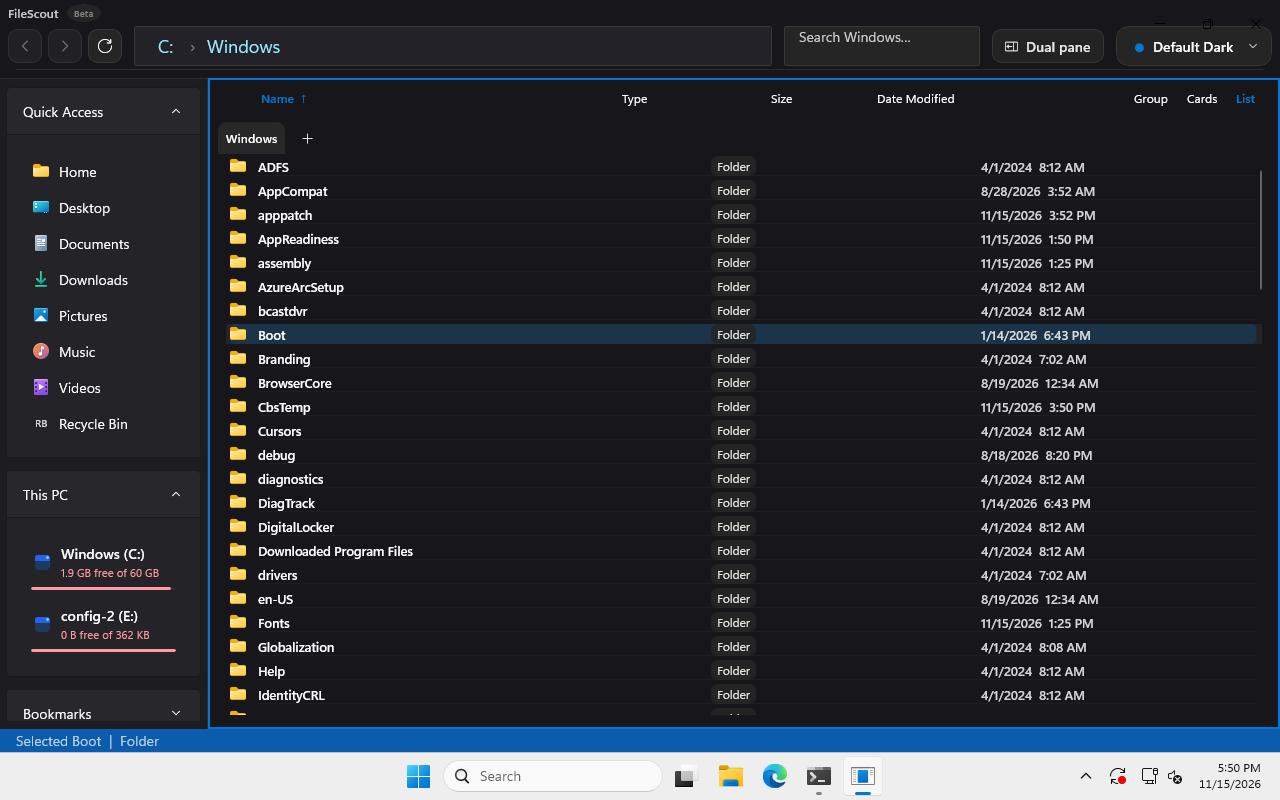 FileScout Beta
C: › Windows
Search Windows...
Dual pane
Default Dark
Quick Access
Home
Desktop
Documents
Downloads
Pictures
Music
Videos
RB Recycle Bin
This PC
Windows (C:)
1.9 GB free of 60 GB
config-2 (E:)
0 B free of 362 KB
Bookmarks
Name ↑ Type Size Date Modified Group Cards List
Windows +
ADFS Folder 4/1/2024 8:12 AM
AppCompat Folder 8/28/2026 3:52 AM
apppatch Folder 11/15/2026 3:52 PM
AppReadiness Folder 11/15/2026 1:50 PM
assembly Folder 11/15/2026 1:25 PM
AzureArcSetup Folder 4/1/2024 8:12 AM
bcastdvr Folder 4/1/2024 8:12 AM
Boot Folder 1/14/2026 6:43 PM
Branding Folder 4/1/2024 7:02 AM
BrowserCore Folder 8/19/2026 12:34 AM
CbsTemp Folder 11/15/2026 3:50 PM
Cursors Folder 4/1/2024 8:12 AM
debug Folder 8/18/2026 8:20 PM
diagnostics Folder 4/1/2024 8:12 AM
DiagTrack Folder 1/14/2026 6:43 PM
DigitalLocker Folder 4/1/2024 8:12 AM
Downloaded Program Files Folder 4/1/2024 8:12 AM
drivers Folder 4/1/2024 7:02 AM
en-US Folder 8/19/2026 12:34 AM
Fonts Folder 11/15/2026 1:25 PM
Globalization Folder 4/1/2024 8:08 AM
Help Folder 4/1/2024 8:12 AM
IdentityCRL Folder 4/1/2024 8:12 AM
Selected Boot | Folder
Search
5:50 PM
11/15/2026